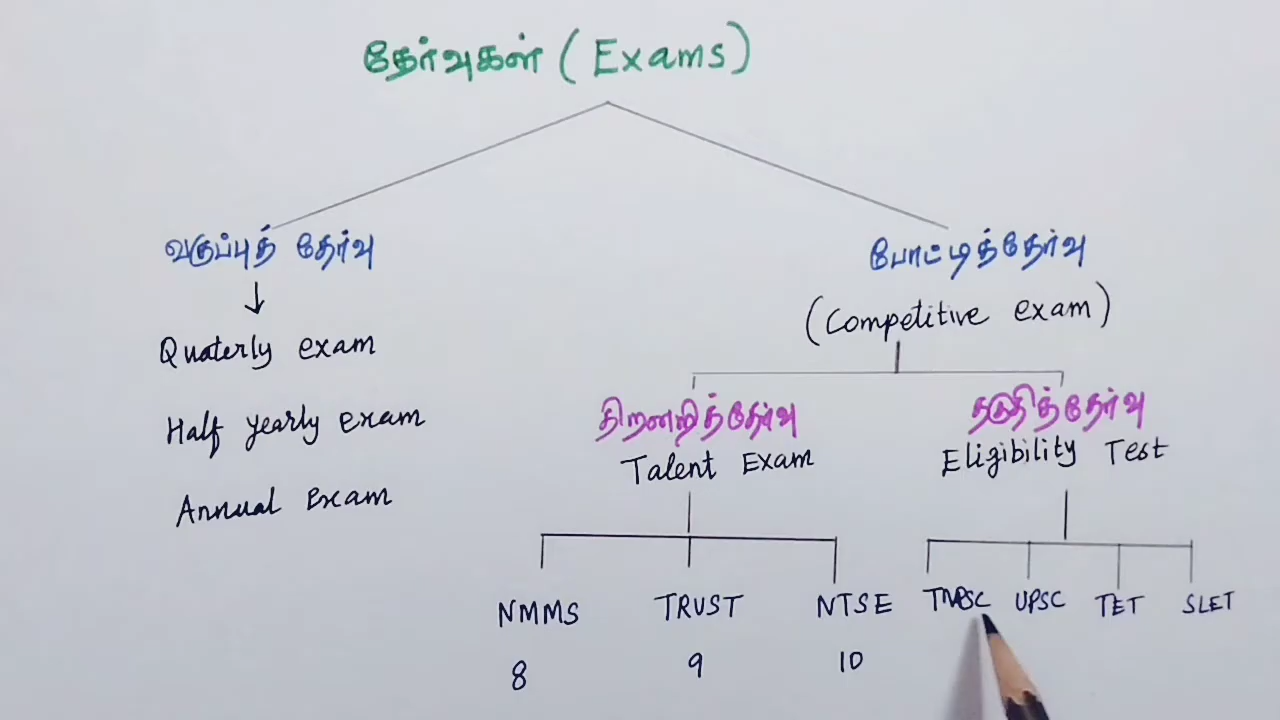 தேர்வுகள் (Exams)
வகுப்புத் தேர்வு
Quaterly exam
Half yearly exam
Annual Exam
போட்டித்தேர்வு
(Competitive exam)
திறனறித்தேர்வு
Talent Exam
NMMS TRUST NTSE
8 9 10
தகுதித்தேர்வு
Eligibility Test
TNPSC UPSC TET SLET